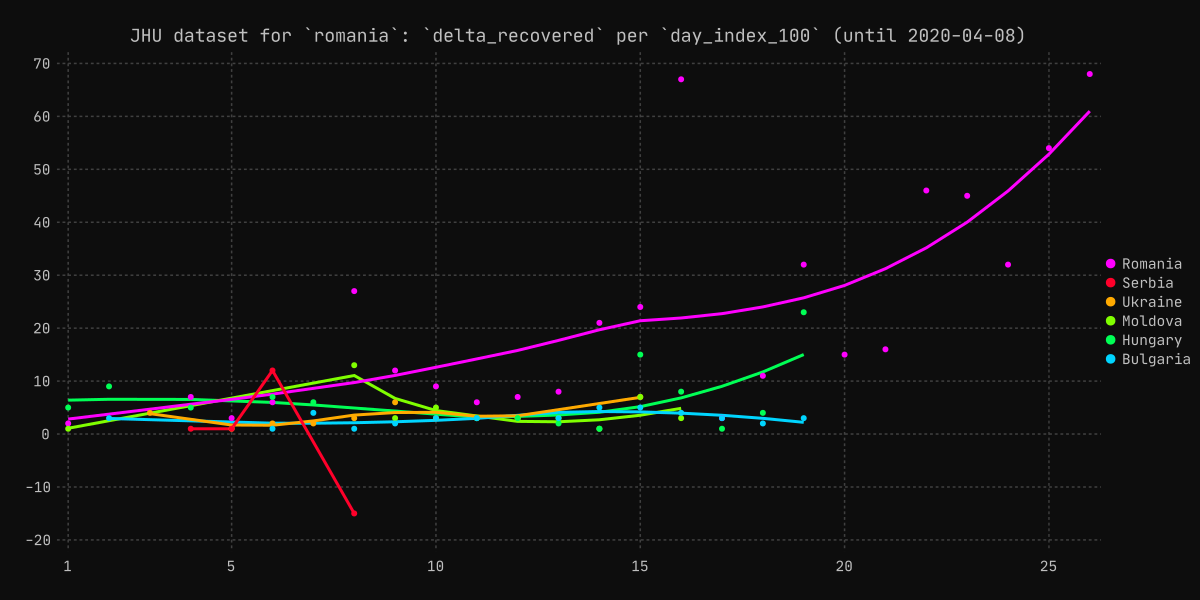 JHU dataset for `romania`: `delta_recovered` per `day_index_100` (until 2020-04-08)
70
60
50
40
30
20
10
0
-10
-20
1 5 10 15 20 25
Romania
Serbia
Ukraine
Moldova
Hungary
Bulgaria